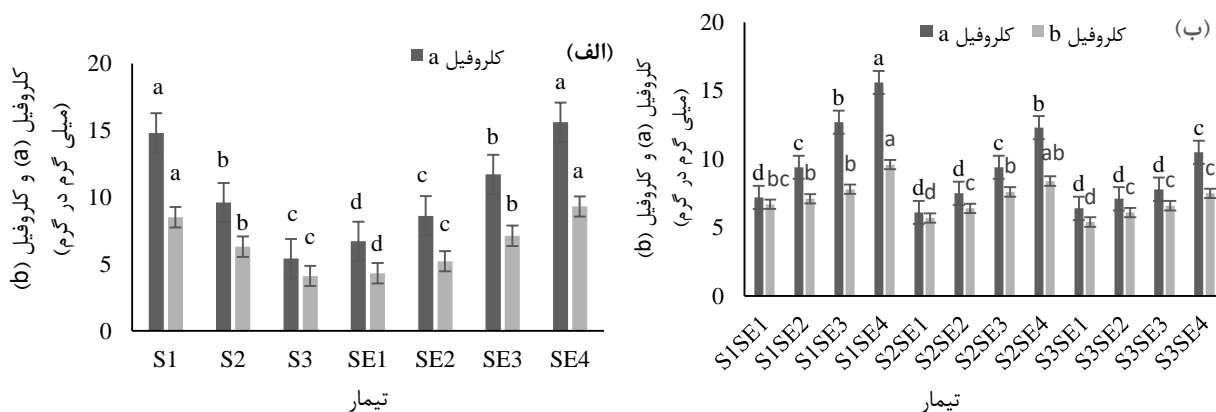 (الف)
کلروفیل a
کلروفیل (a) و کلروفیل (b)
(میلی گرم در گرم)
20
15
10
5
0
a
a
b
b
c
c
d
d
c
c
b
b
a
a
S1
S2
S3
SE1
SE2
SE3
SE4
تیمار
(ب)
کلروفیل a
کلروفیل b
کلروفیل (a) و کلروفیل (b)
(میلی گرم در گرم)
20
15
10
5
0
d
bc
c
b
b
b
a
a
d
d
d
c
c
b
b
ab
d
d
d
c
d
c
c
c
S1SE1
S1SE2
S1SE3
S1SE4
S2SE1
S2SE2
S2SE3
S2SE4
S3SE1
S3SE2
S3SE3
S3SE4
تیمار